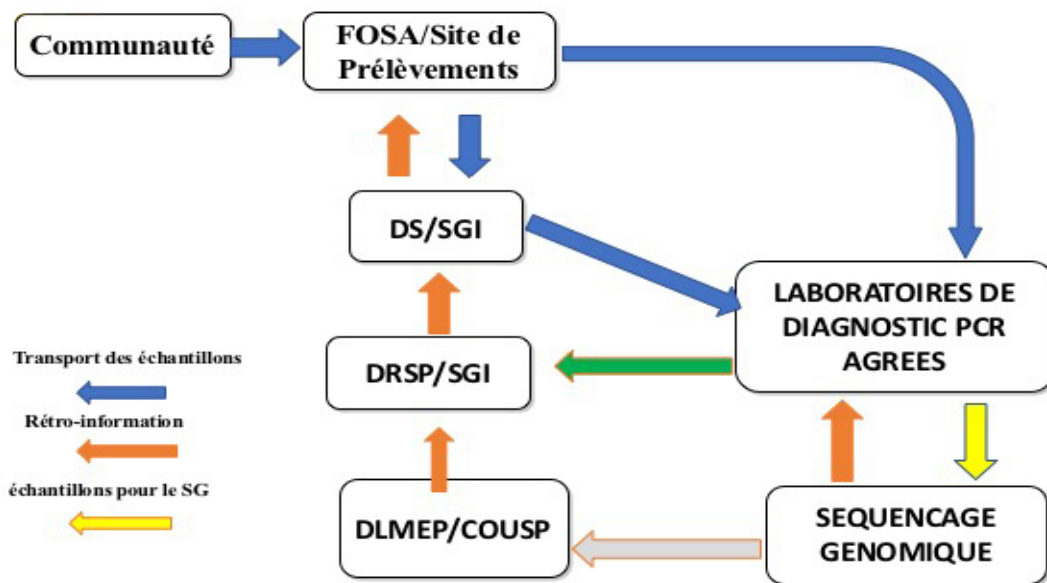 Communauté
FOSA/Site de
Prélèvements
DS/SGI
LABORATOIRES DE
DIAGNOSTIC PCR
AGREES
DRSP/SGI
Transport des échantillons
Rétro-information
échantillons pour le SG
DLMEP/COUSP
SEQUENCAGE
GENOMIQUE